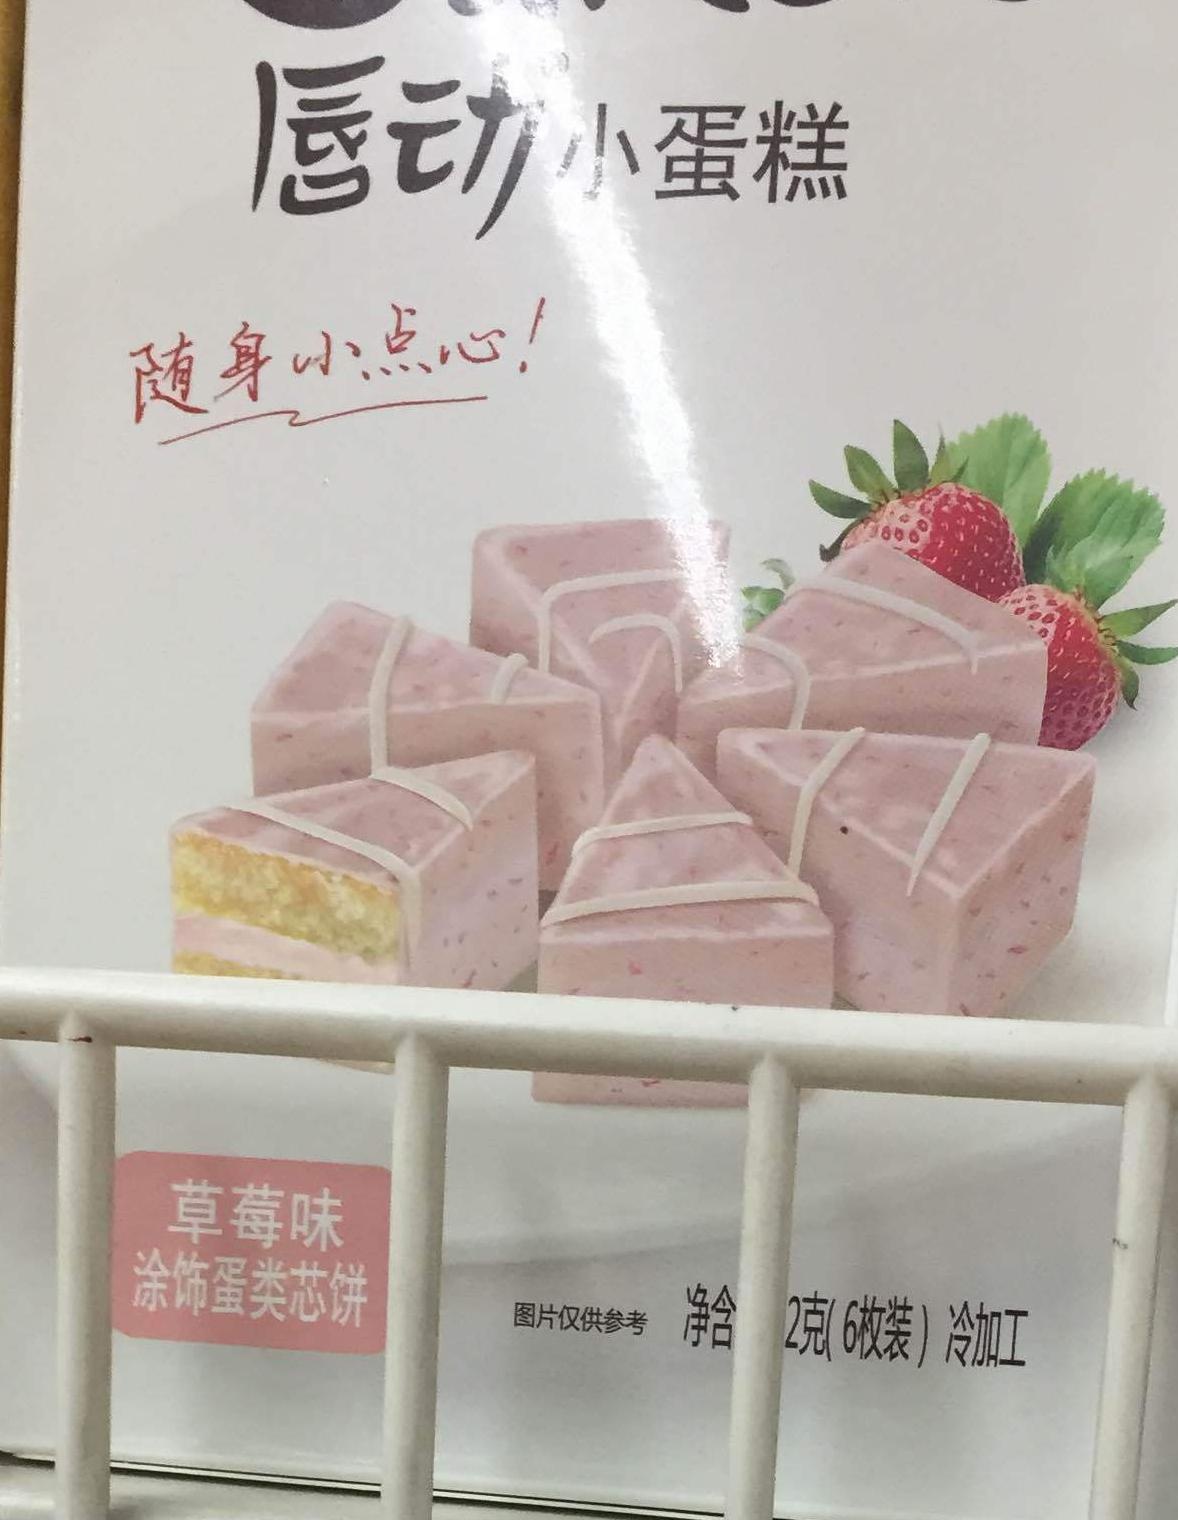 唇动小蛋糕
随身小点心!
草莓味
涂饰蛋类芯饼
图片仅供参考
净含 2克(6枚装) 冷加工